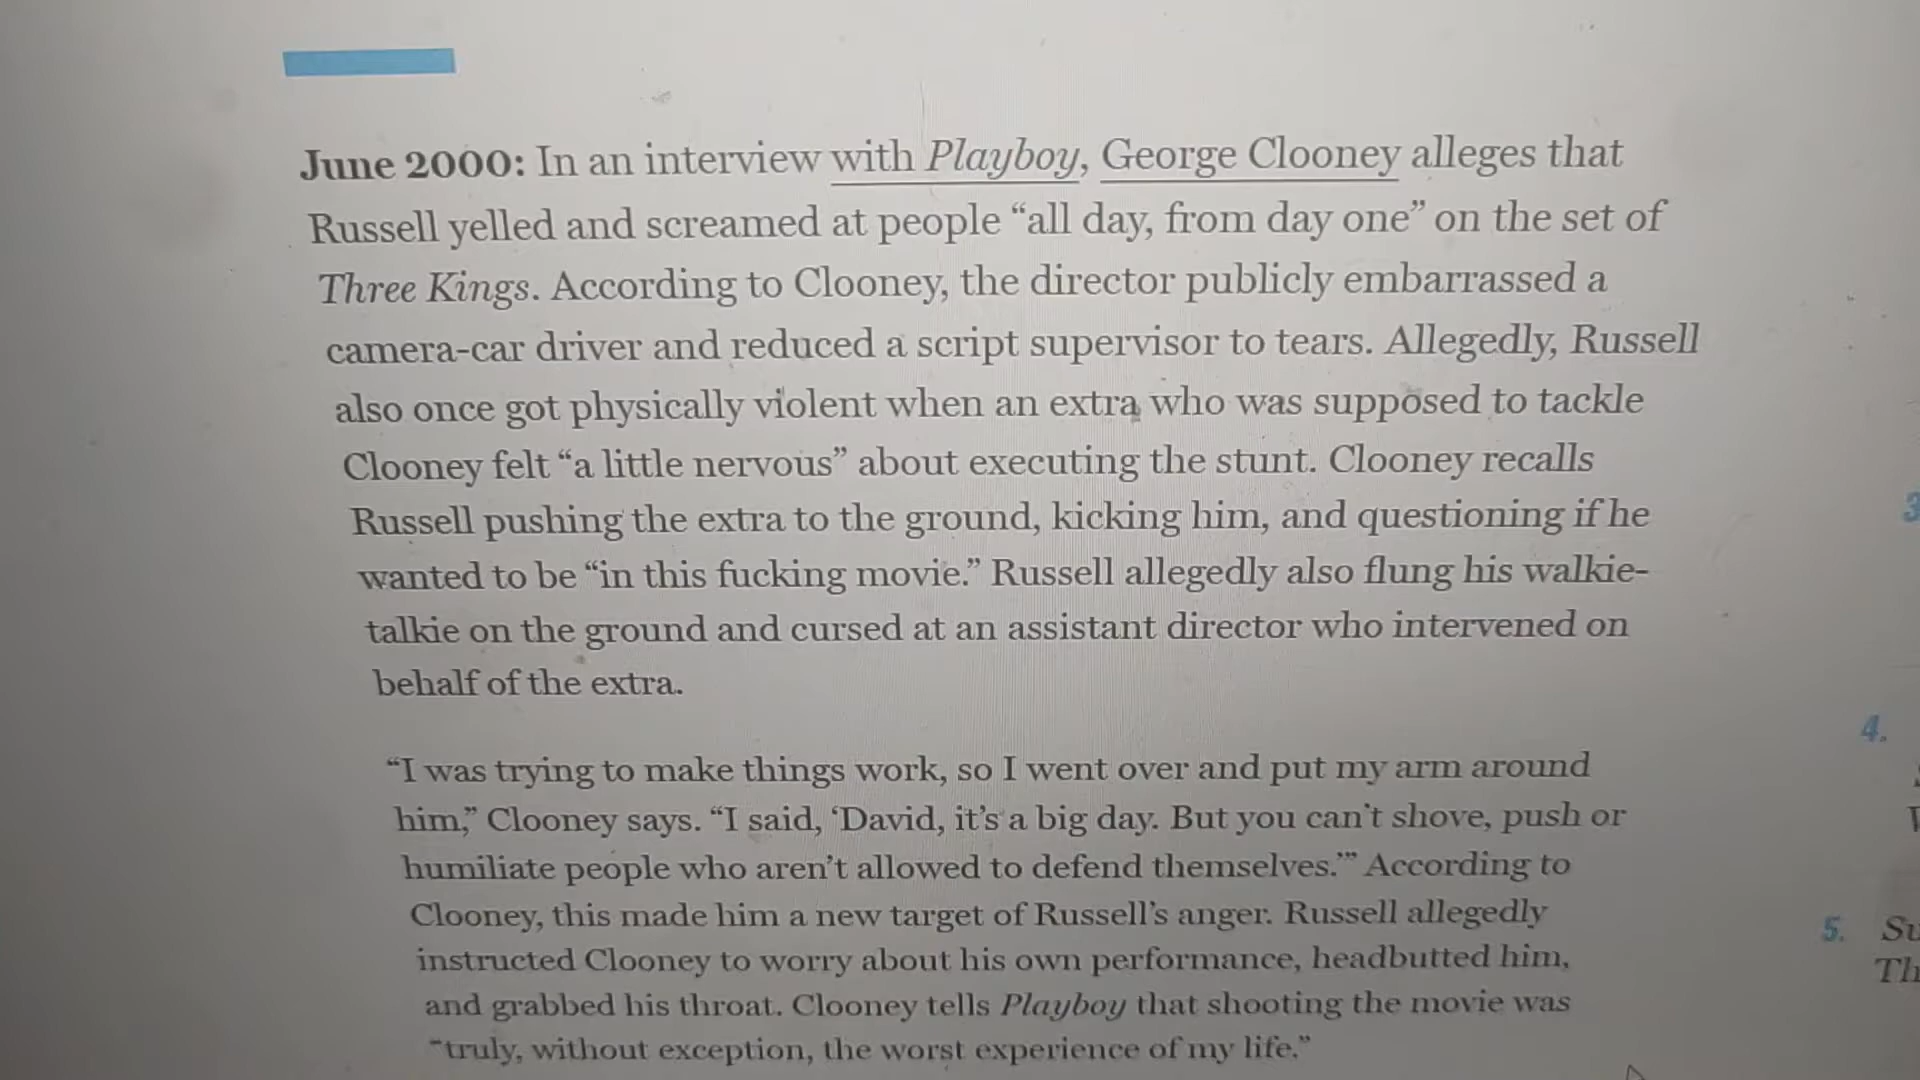 June 2000: In an interview with Playboy, George Clooney alleges that
Russell yelled and screamed at people “all day, from day one” on the set of
Three Kings. According to Clooney, the director publicly embarrassed a
camera-car driver and reduced a script supervisor to tears. Allegedly, Russell
also once got physically violent when an extra who was supposed to tackle
Clooney felt “a little nervous” about executing the stunt. Clooney recalls
Russell pushing the extra to the ground, kicking him, and questioning if he
wanted to be “in this fucking movie.” Russell allegedly also flung his walkie-
talkie on the ground and cursed at an assistant director who intervened on
behalf of the extra.
“I was trying to make things work, so I went over and put my arm around
him,” Clooney says. “I said, ‘David, it’s a big day. But you can’t shove, push or
humiliate people who aren’t allowed to defend themselves.’” According to
Clooney, this made him a new target of Russell’s anger. Russell allegedly
instructed Clooney to worry about his own performance, headbutted him,
and grabbed his throat. Clooney tells Playboy that shooting the movie was
“truly, without exception, the worst experience of my life.”
3
4.
5.